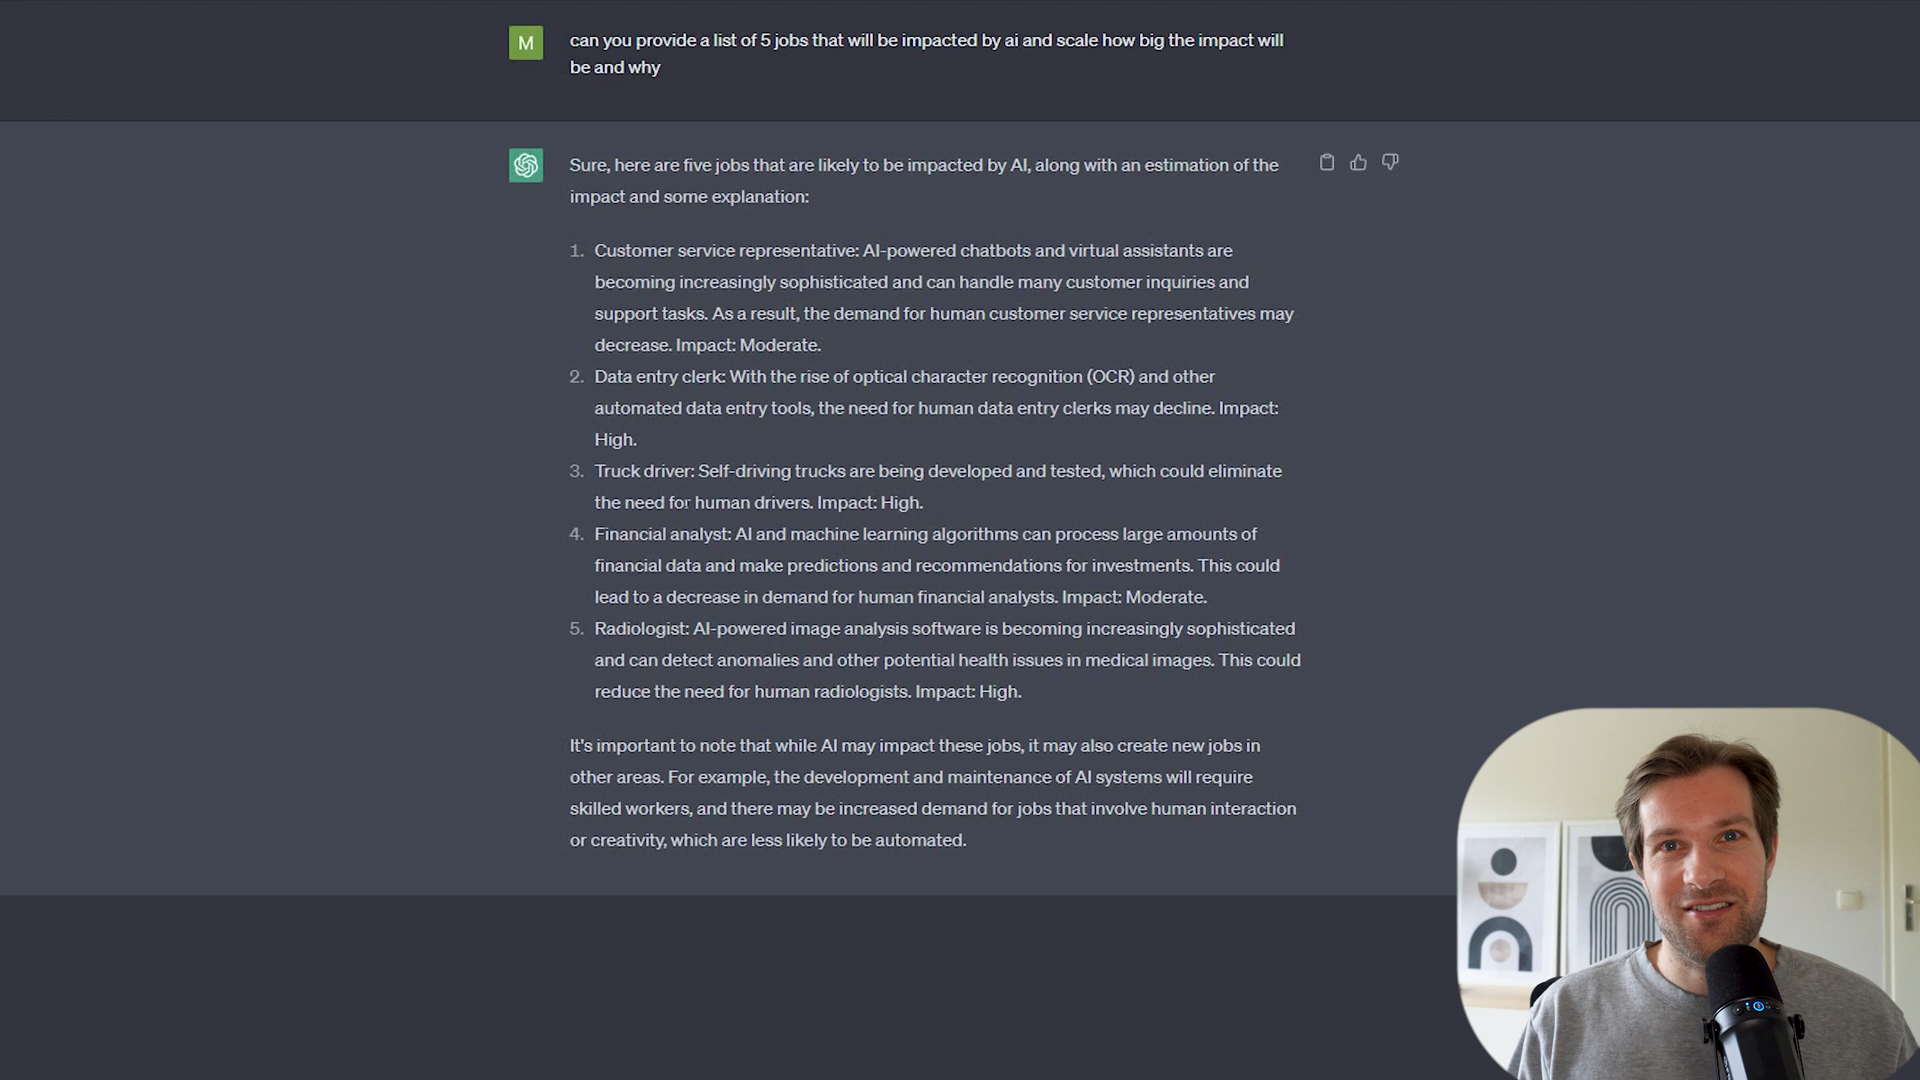 M
can you provide a list of 5 jobs that will be impacted by ai and scale how big the impact will
be and why
Sure, here are five jobs that are likely to be impacted by AI, along with an estimation of the
impact and some explanation:
1. Customer service representative: AI-powered chatbots and virtual assistants are
becoming increasingly sophisticated and can handle many customer inquiries and
support tasks. As a result, the demand for human customer service representatives may
decrease. Impact: Moderate.
2. Data entry clerk: With the rise of optical character recognition (OCR) and other
automated data entry tools, the need for human data entry clerks may decline. Impact:
High.
3. Truck driver: Self-driving trucks are being developed and tested, which could eliminate
the need for human drivers. Impact: High.
4. Financial analyst: AI and machine learning algorithms can process large amounts of
financial data and make predictions and recommendations for investments. This could
lead to a decrease in demand for human financial analysts. Impact: Moderate.
5. Radiologist: AI-powered image analysis software is becoming increasingly sophisticated
and can detect anomalies and other potential health issues in medical images. This could
reduce the need for human radiologists. Impact: High.
It's important to note that while AI may impact these jobs, it may also create new jobs in
other areas. For example, the development and maintenance of AI systems will require
skilled workers, and there may be increased demand for jobs that involve human interaction
or creativity, which are less likely to be automated.